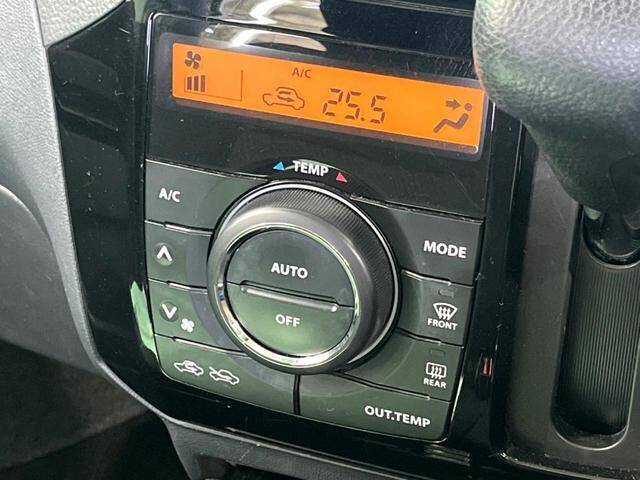 A/C
25.5
TEMP
A/C
MODE
AUTO
OFF
FRONT
REAR
OUT.TEMP